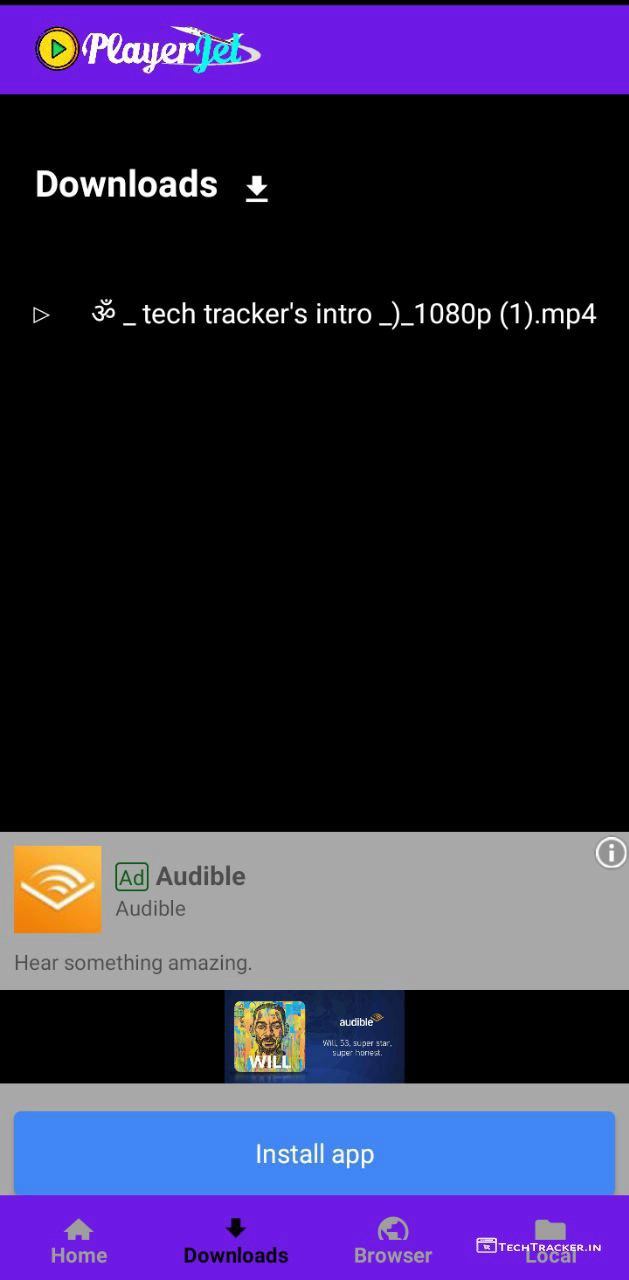 PlayerJet
Downloads
ॐ _ tech tracker's intro _)_1080p (1).mp4
Ad Audible
Audible
Hear something amazing.
WILL
audible
Will, 53, super star,
super honest.
Install app
Home
Downloads
Browser
Local
TECHTRACKER.IN